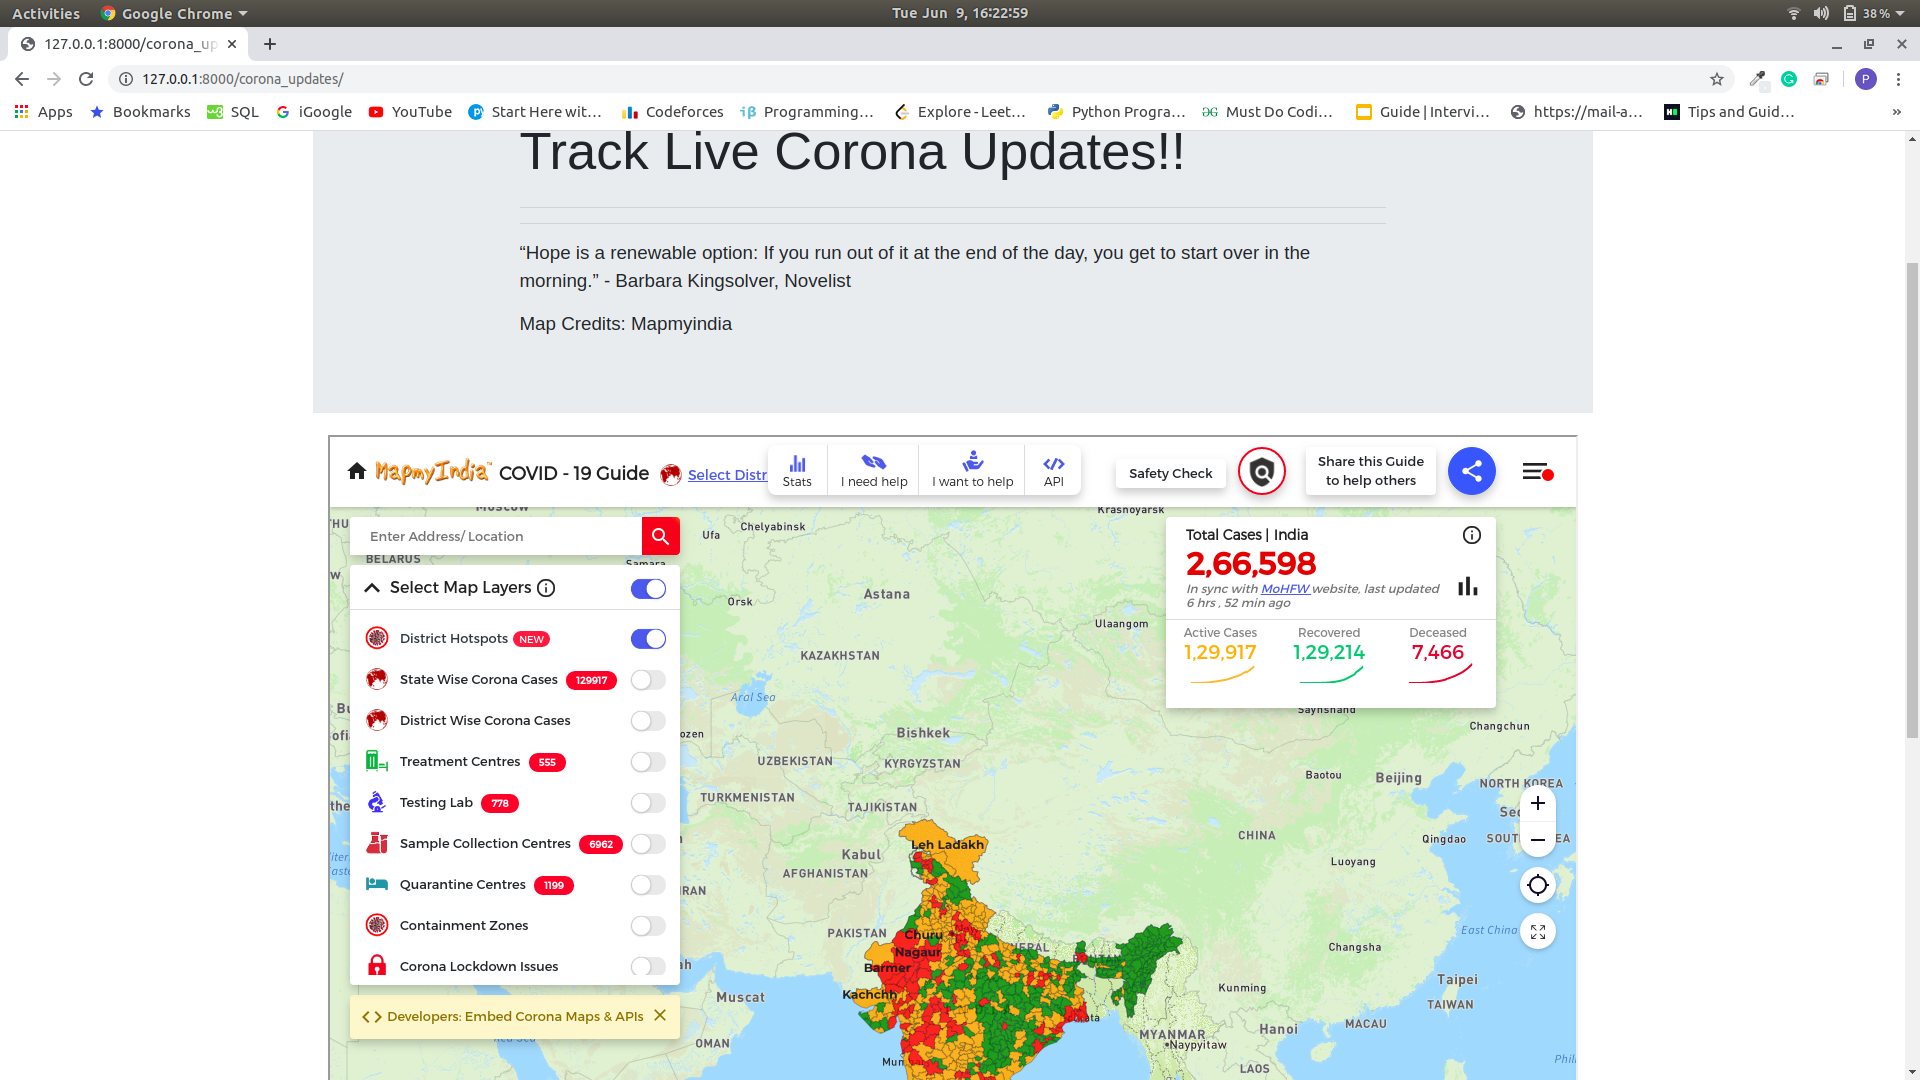 Activities
Google Chrome
Tue Jun 9, 16:22:59
38 %
127.0.0.1:8000/corona_up
127.0.0.1:8000/corona_updates/
P
Apps
Bookmarks
SQL
iGoogle
YouTube
Start Here wit…
Codeforces
Programming…
Explore - Leet…
Python Progra…
Must Do Codi…
Guide | Intervi…
https://mail-a…
Tips and Guid…
»
Track Live Corona Updates!!
“Hope is a renewable option: If you run out of it at the end of the day, you get to start over in the
morning.” - Barbara Kingsolver, Novelist
Map Credits: Mapmyindia
MapmyIndia
COVID - 19 Guide
Select Distr
Stats
I need help
I want to help
API
Safety Check
Share this Guide
to help others
Enter Address/ Location
Select Map Layers
District Hotspots NEW
State Wise Corona Cases 129917
District Wise Corona Cases
Treatment Centres 555
Testing Lab 778
Sample Collection Centres 6962
Quarantine Centres 1199
Containment Zones
Corona Lockdown Issues
Developers: Embed Corona Maps & APIs
Total Cases | India
2,66,598
In sync with MoHFW website, last updated
6 hrs , 52 min ago
Active Cases
1,29,917
Recovered
1,29,214
Deceased
7,466
Moscow
Krasnoyarsk
Chelyabinsk
Ufa
BELARUS
Samara
Orsk
Astana
Ulaangom
KAZAKHSTAN
Aral Sea
Saynshand
Changchun
Bishkek
UZBEKISTAN
KYRGYZSTAN
Baotou
Beijing
NORTH KOREA
TURKMENISTAN
TAJIKISTAN
CHINA
Qingdao
Leh Ladakh
Kabul
Luoyang
AFGHANISTAN
PAKISTAN
Churu
Nagaur
Barmer
Kachchh
East China
Changsha
Taipei
TAIWAN
Kunming
Muscat
Hanoi
MACAU
OMAN
MYANMAR
Naypyitaw
LAOS